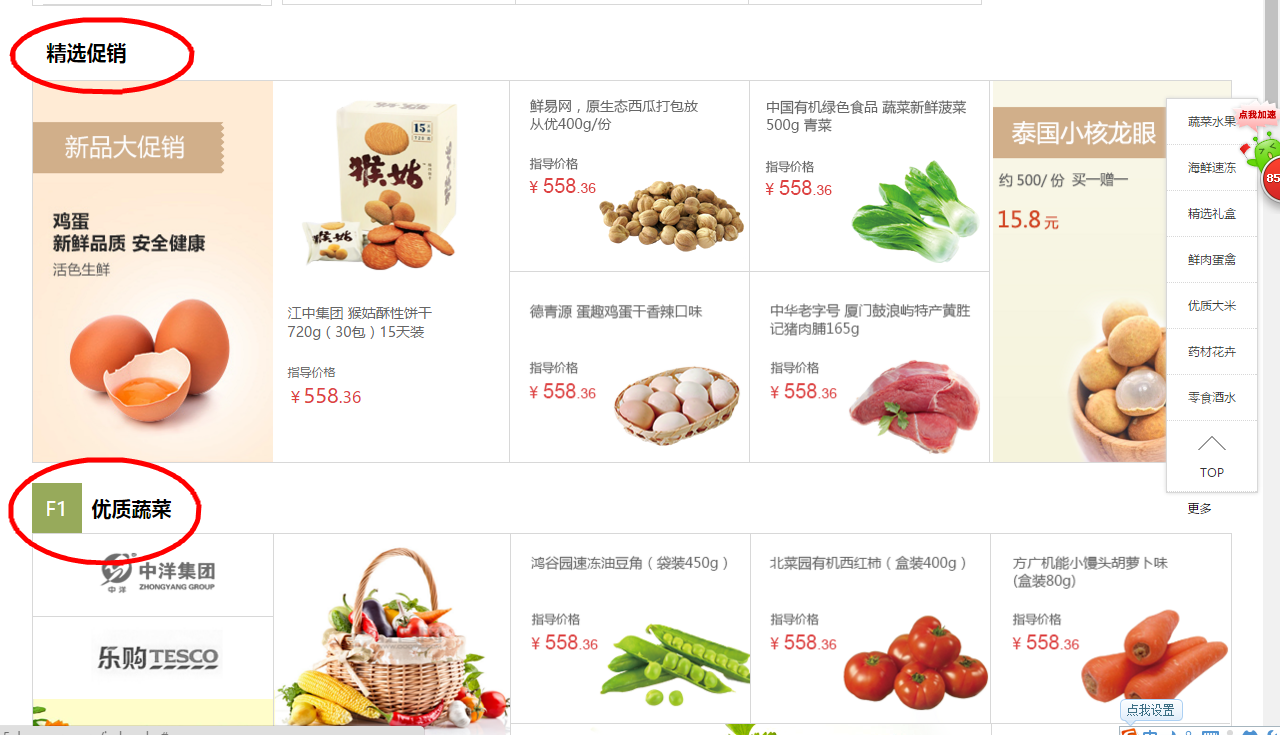 精选促销
新品大促销
鸡蛋
新鲜品质 安全健康
活色生鲜
15
猴姑
猴姑
江中集团 猴姑酥性饼干
720g（30包）15天装
指导价格
¥ 558.36
鲜易网，原生态西瓜打包放
从优400g/份
指导价格
¥ 558.36
中国有机绿色食品 蔬菜新鲜菠菜
500g 青菜
指导价格
¥ 558.36
德青源 蛋趣鸡蛋干香辣口味
指导价格
¥ 558.36
中华老字号 厦门鼓浪屿特产黄胜
记猪肉脯165g
指导价格
¥ 558.36
泰国小核龙眼
约 500/ 份 买一赠一
15.8 元
点我加速
85
蔬菜水果
海鲜速冻
精选礼盒
鲜肉蛋禽
优质大米
药材花卉
零食酒水
TOP
F1 优质蔬菜
更多
中洋集团
ZHONGYANG GROUP
中 洋
乐购TESCO
鸿谷园速冻油豆角（袋装450g）
指导价格
¥ 558.36
北菜园有机西红柿（盒装400g）
指导价格
¥ 558.36
方广机能小馒头胡萝卜味
(盒装80g)
指导价格
¥ 558.36
点我设置
中